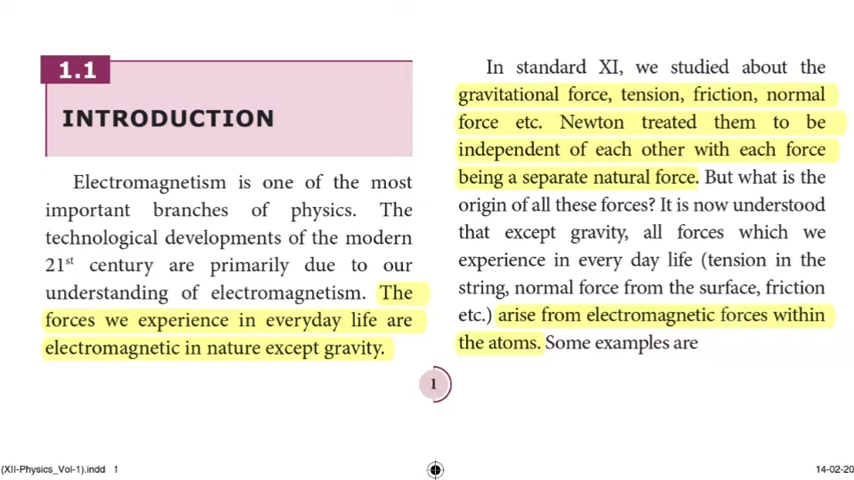 1.1
INTRODUCTION
Electromagnetism is one of the most
important branches of physics. The
technological developments of the modern
21st century are primarily due to our
understanding of electromagnetism. The
forces we experience in everyday life are
electromagnetic in nature except gravity.
In standard XI, we studied about the
gravitational force, tension, friction, normal
force etc. Newton treated them to be
independent of each other with each force
being a separate natural force. But what is the
origin of all these forces? It is now understood
that except gravity, all forces which we
experience in every day life (tension in the
string, normal force from the surface, friction
etc.) arise from electromagnetic forces within
the atoms. Some examples are
1
(XII-Physics_Vol-1).indd 1
14-02-20